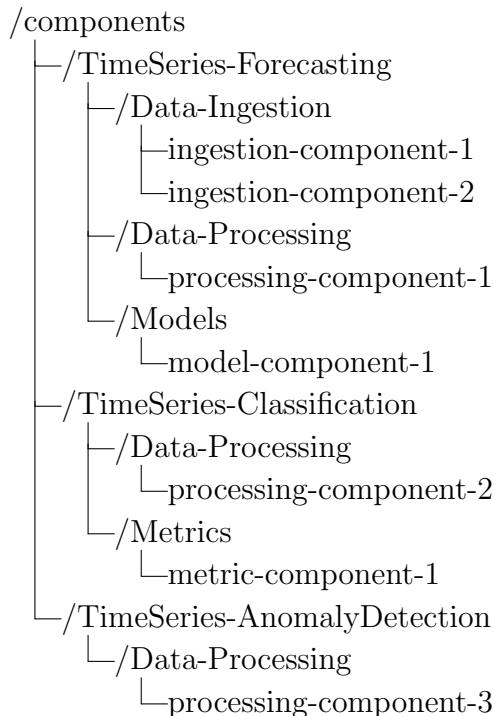 /components
/TimeSeries-Forecasting
/Data-Ingestion
ingestion-component-1
ingestion-component-2
/Data-Processing
processing-component-1
/Models
model-component-1
/TimeSeries-Classification
/Data-Processing
processing-component-2
/Metrics
metric-component-1
/TimeSeries-AnomalyDetection
/Data-Processing
processing-component-3